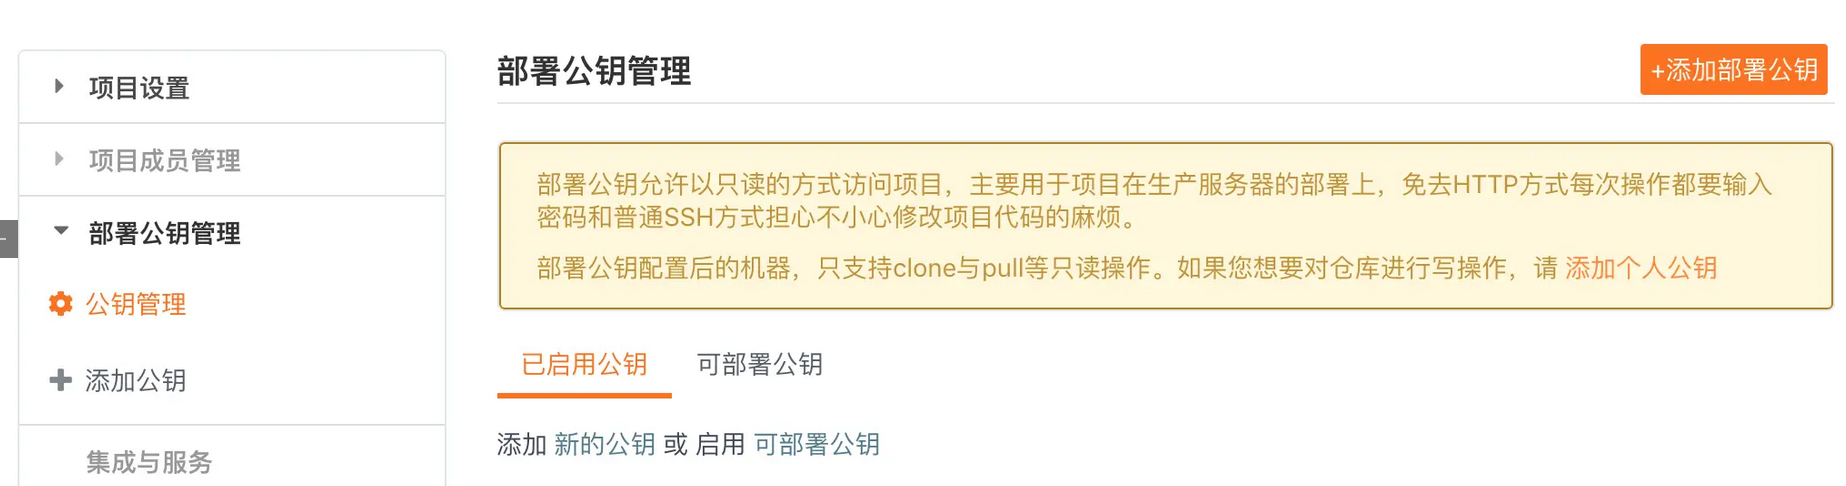 项目设置
项目成员管理
部署公钥管理
公钥管理
添加公钥
集成与服务
部署公钥管理
+添加部署公钥
部署公钥允许以只读的方式访问项目，主要用于项目在生产服务器的部署上，免去HTTP方式每次操作都要输入
密码和普通SSH方式担心不小心修改项目代码的麻烦。
部署公钥配置后的机器，只支持clone与pull等只读操作。如果您想要对仓库进行写操作，请 添加个人公钥
已启用公钥 可部署公钥
添加 新的公钥 或 启用 可部署公钥